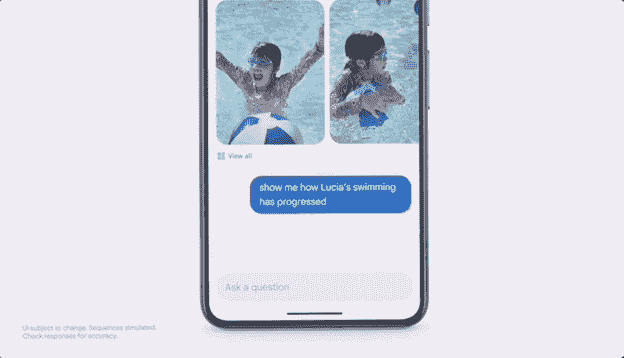 View all
show me how Lucia's swimming
has progressed
Ask a question
UI subject to change. Sequences simulated.
Check responses for accuracy.